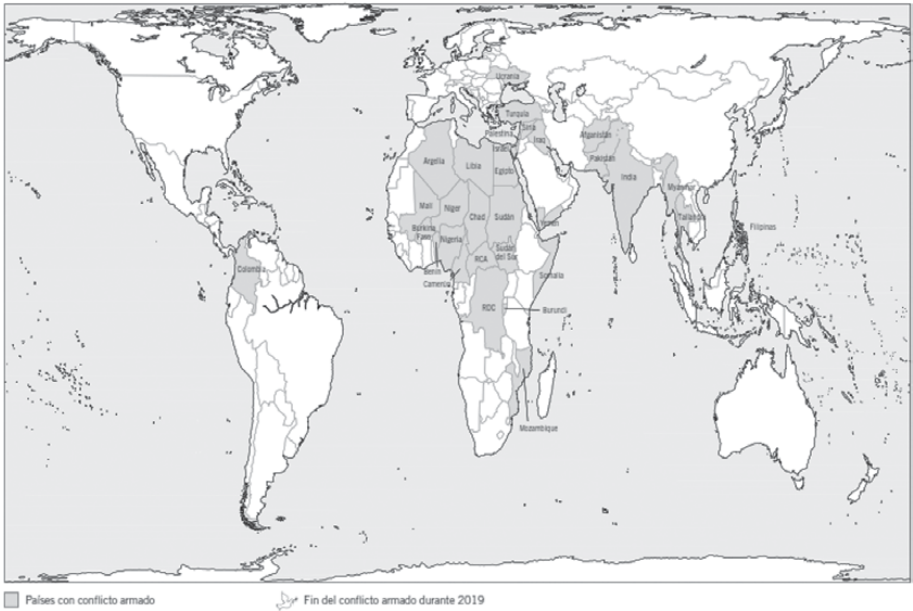 Ucrania
Turquía
Siria
Palestina
Israel
Iraq
Afganistán
Pakistán
India
Argelia
Libia
Egipto
Myanmar
Mali
Níger
Chad
Sudán
Yemen
Tailandia
Filipinas
Burkina
Faso
Nigeria
RCA
Sudán
del Sur
Colombia
Benín
Camerún
Somalia
RDC
Burundi
Mozambique
Países con conflicto armado
Fin del conflicto armado durante 2019